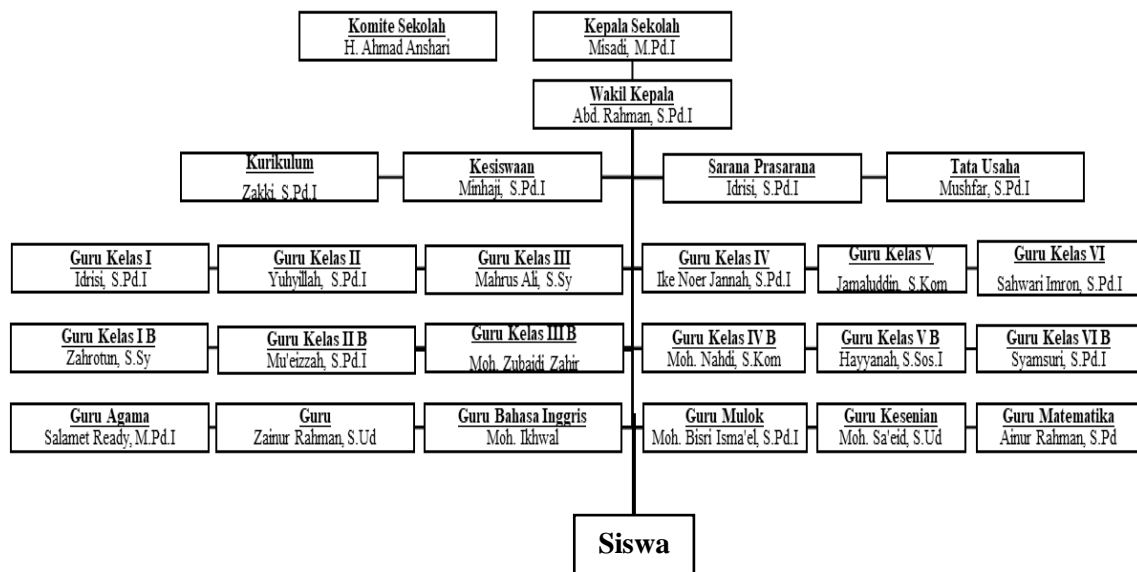 Komite Sekolah
H. Ahmad Anshari
Kepala Sekolah
Misadi, M.Pd.I
Wakil Kepala
Abd. Rahman, S.Pd.I
Kurikulum
Zakki, S.Pd.I
Kesiswaan
Minhaji, S.Pd.I
Sarana Prasarana
Idrisi, S.Pd.I
Tata Usaha
Mushfar, S.Pd.I
Guru Kelas I
Idrisi, S.Pd.I
Guru Kelas II
Yuhyillah, S.Pd.I
Guru Kelas III
Mahrus Ali, S.Sy
Guru Kelas IV
Ike Noer Jannah, S.Pd.I
Guru Kelas V
Jamaluddin, S.Kom
Guru Kelas VI
Sahwari Imron, S.Pd.I
Guru Kelas I B
Zahrotun, S.Sy
Guru Kelas II B
Mu'eizzah, S.Pd.I
Guru Kelas III B
Moh. Zubaidi Zahir
Guru Kelas IV B
Moh. Nahdi, S.Kom
Guru Kelas V B
Hayyanah, S.Sos.I
Guru Kelas VI B
Syamsuri, S.Pd.I
Guru Agama
Salamet Ready, M.Pd.I
Guru
Zainur Rahman, S.Ud
Guru Bahasa Inggris
Moh. Ikhwal
Guru Mulok
Moh. Bisri Isma'el, S.Pd.I
Guru Kesenian
Moh. Sa'eid, S.Ud
Guru Matematika
Ainur Rahman, S.Pd
Siswa